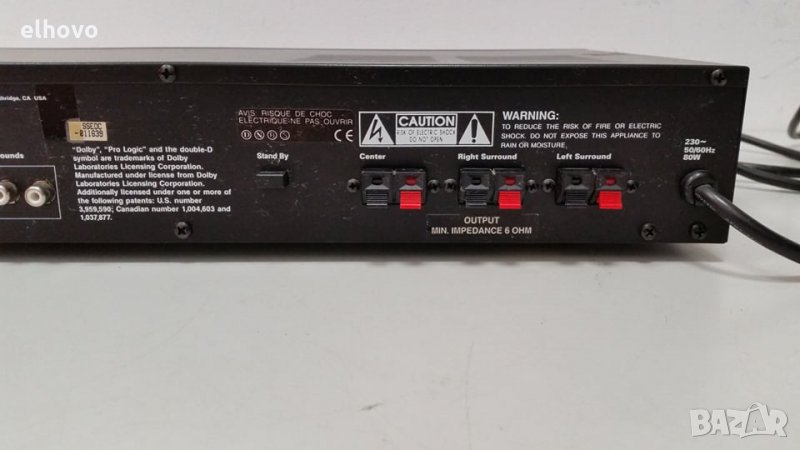 elhovo
thridge, CA USA
SSEDC
-011639
ounds
"Dolby", "Pro Logic" and the double-D
symbol are trademarks of Dolby
Laboratories Licensing Corporation.
Manufactured under license from Dolby
Laboratories Licensing Corporation.
Additionally licensed under one or more of
the following patents: U.S. number
3,959,590; Canadian number 1,004,603 and
1,037,877.
AVIS: RISQUE DE CHOC
ELECTRIQUE-NE PAS OUVRIR
CE
Stand By
CAUTION
RISK OF ELECTRIC SHOCK
DO NOT OPEN
WARNING:
TO REDUCE THE RISK OF FIRE OR ELECTRIC
SHOCK. DO NOT EXPOSE THIS APPLIANCE TO
RAIN OR MOISTURE.
Center
Right Surround
Left Surround
OUTPUT
MIN. IMPEDANCE 6 OHM
230~
50/60Hz
80W
BAZAR